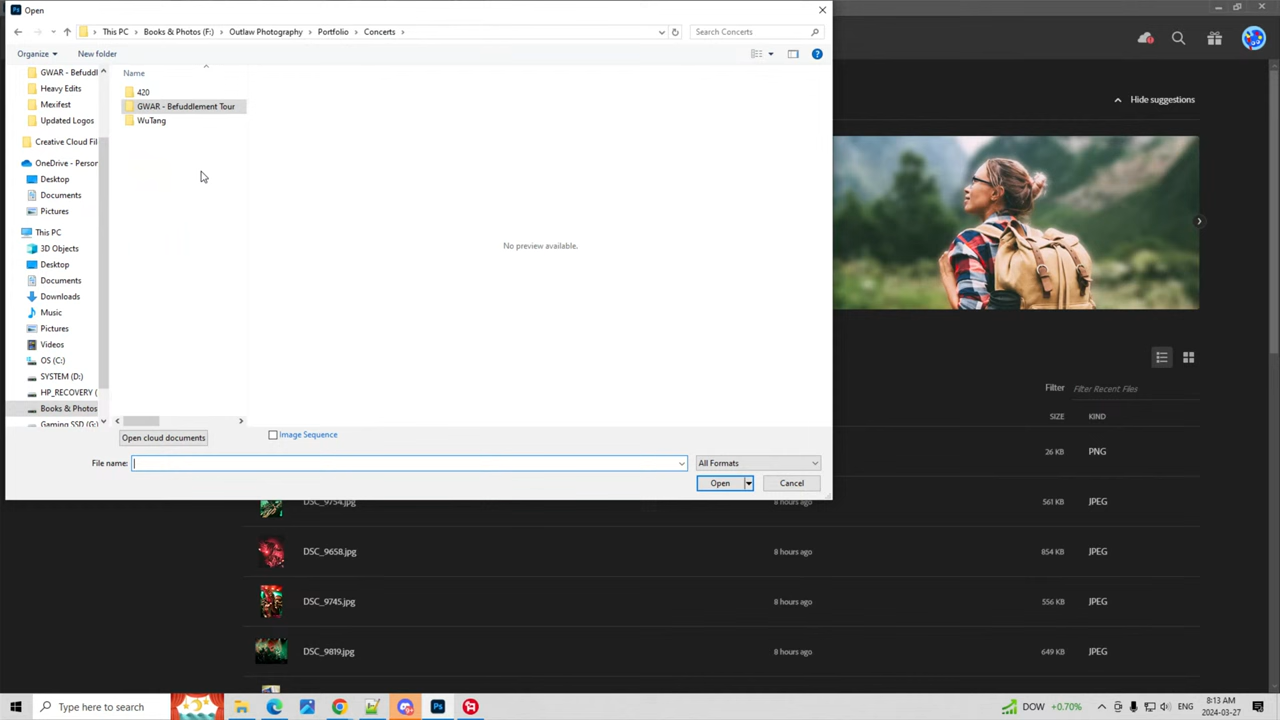 Open
This PC > Books & Photos (F:) > Outlaw Photography > Portfolio > Concerts >
Search Concerts
Organize
New folder
GWAR - Befuddl
Heavy Edits
Mexifest
Updated Logos
Creative Cloud Fil
OneDrive - Person
Desktop
Documents
Pictures
This PC
3D Objects
Desktop
Documents
Downloads
Music
Pictures
Videos
OS (C:)
SYSTEM (D:)
HP_RECOVERY (
Books & Photos
Gaming SSD (G:)
Name
420
GWAR - Befuddlement Tour
WuTang
No preview available.
Open cloud documents
Image Sequence
File name:
All Formats
Open
Cancel
Hide suggestions
Filter
Filter Recent Files
SIZE
KIND
26 KB
PNG
DSC_9754.jpg
8 hours ago
561 KB
JPEG
DSC_9658.jpg
8 hours ago
854 KB
JPEG
DSC_9745.jpg
8 hours ago
556 KB
JPEG
DSC_9819.jpg
8 hours ago
649 KB
JPEG
Type here to search
Ps
DOW +0.70%
ENG
8:13 AM
2024-03-27